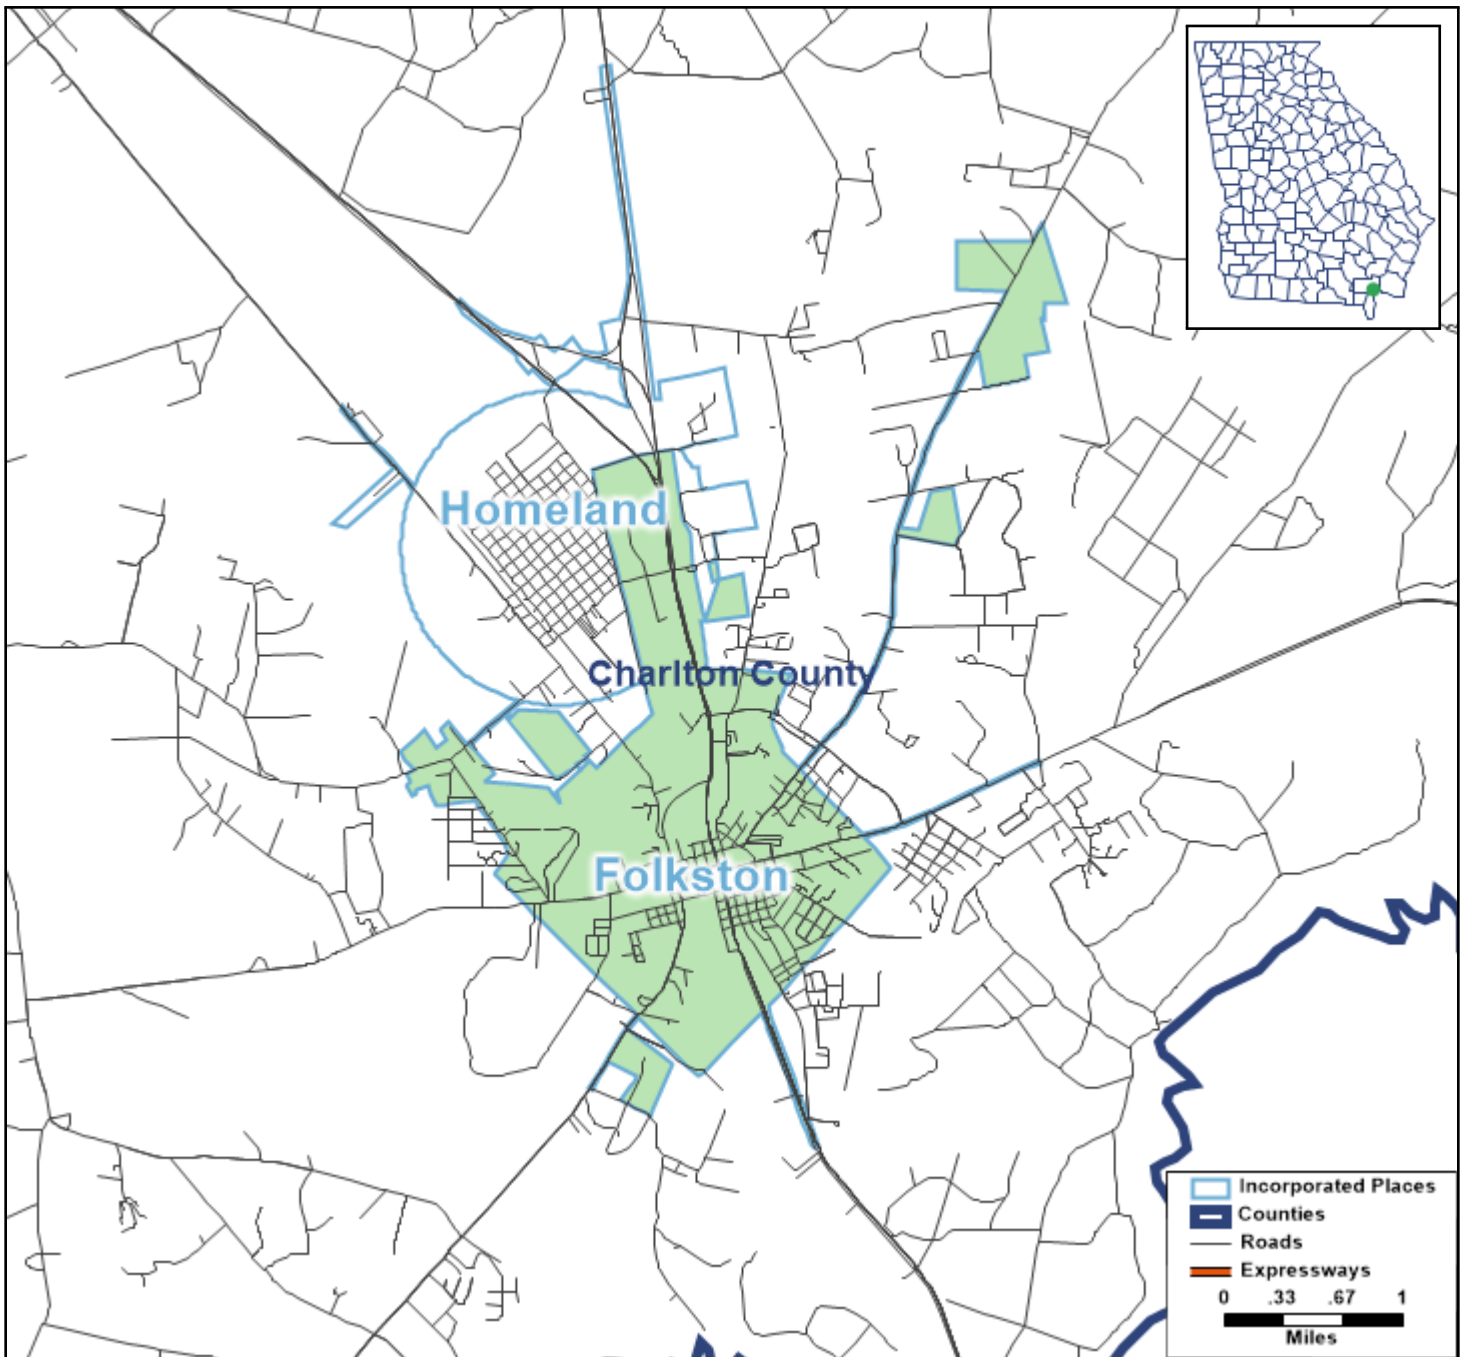 Homeland
Charlton County
Folkston
Incorporated Places
Counties
Roads
Expressways
0 .33 .67 1
Miles